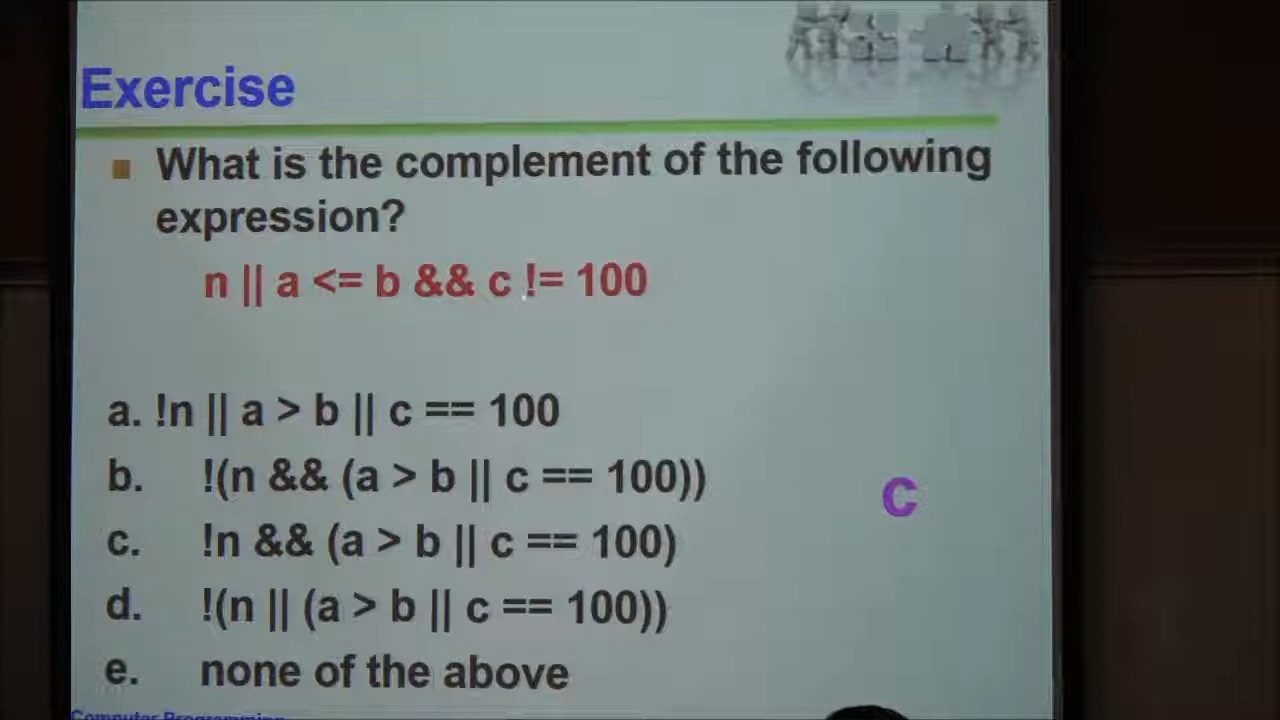 Exercise
What is the complement of the following
expression?
n || a <= b && c != 100
a. !n || a > b || c == 100
b. !(n && (a > b || c == 100))
c. !n && (a > b || c == 100)
c
d. !(n || (a > b || c == 100))
e. none of the above
Computer Programming